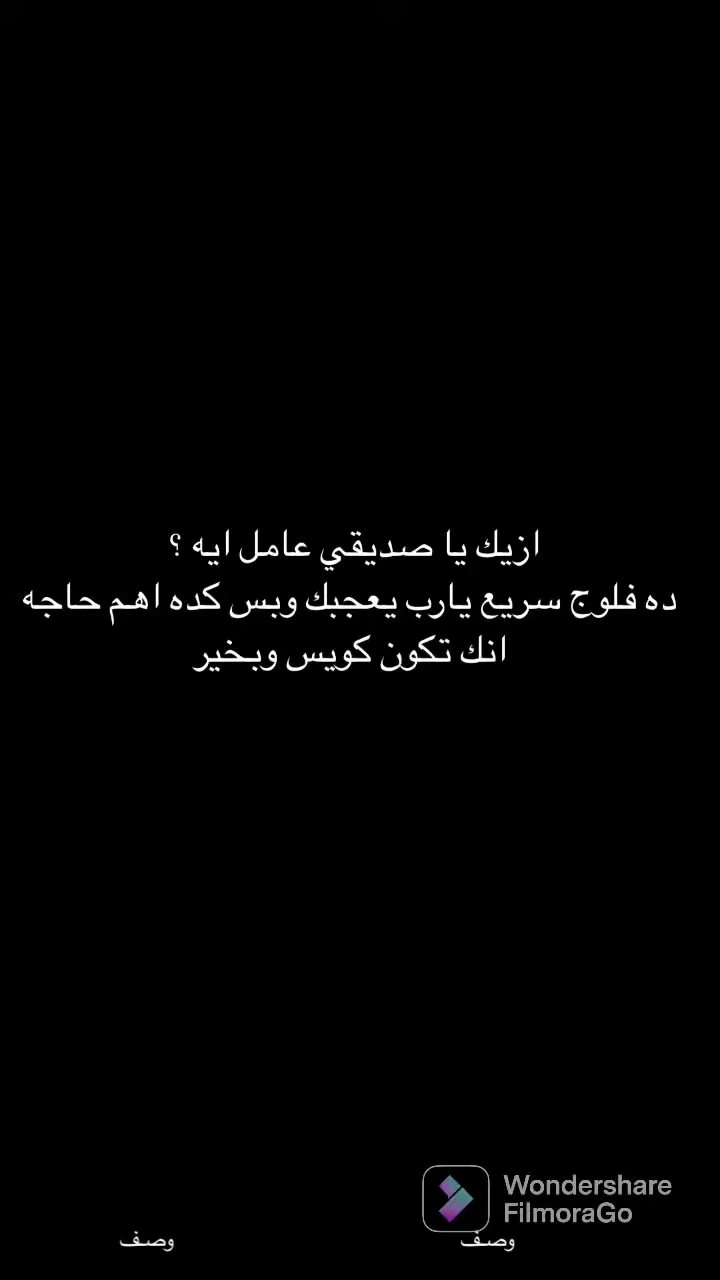 ازيك يا صديقي عامل ايه ؟
ده فلوج سريع يارب يعجبك وبس كده اهم حاجه
انك تكون كويس وبخير
Wondershare
FilmoraGo
وصف
وصف